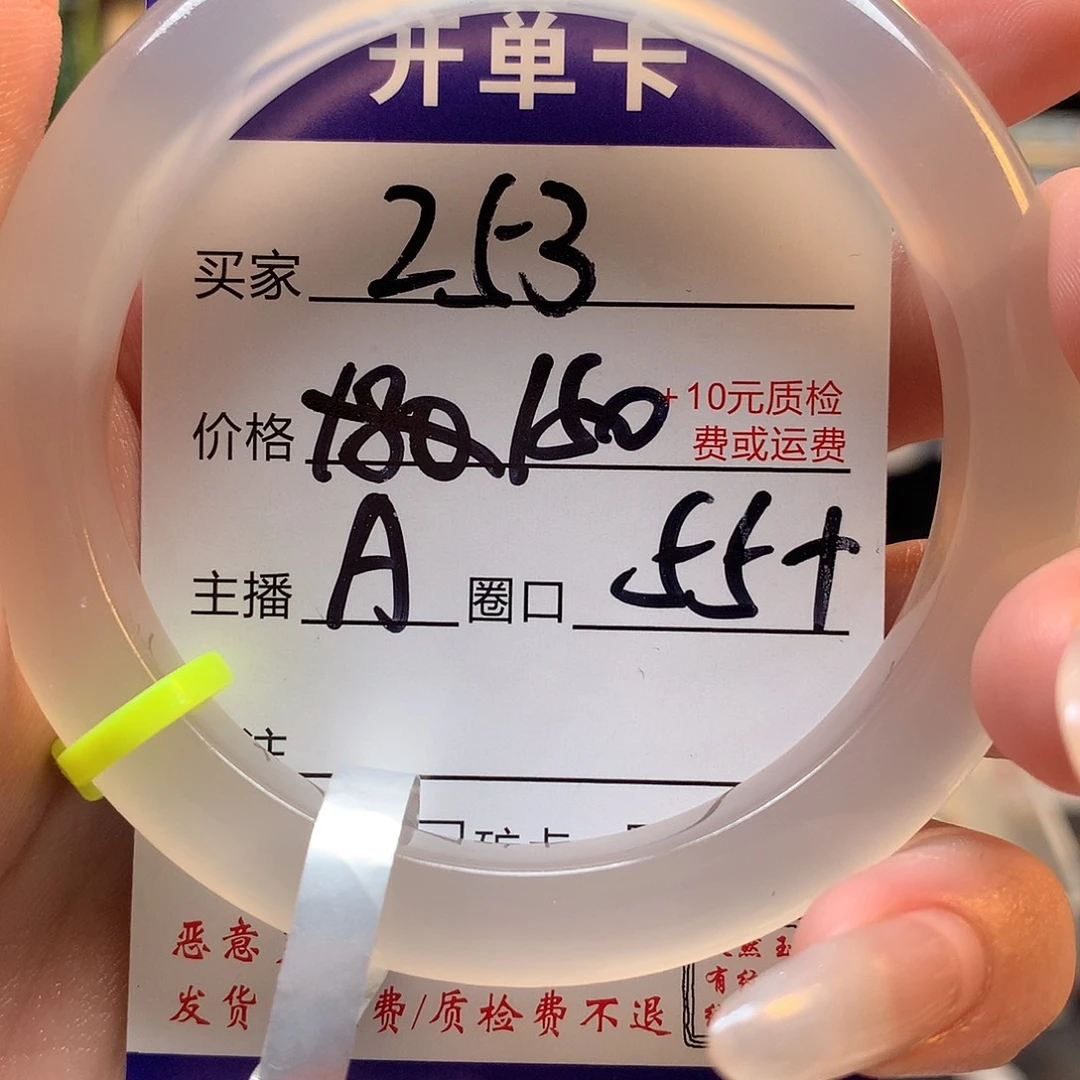 开单卡
买家 253
价格 180 150 +10元质检
费或运费
主播 A 圈口 55+
恶意
发货 费/质检费不退